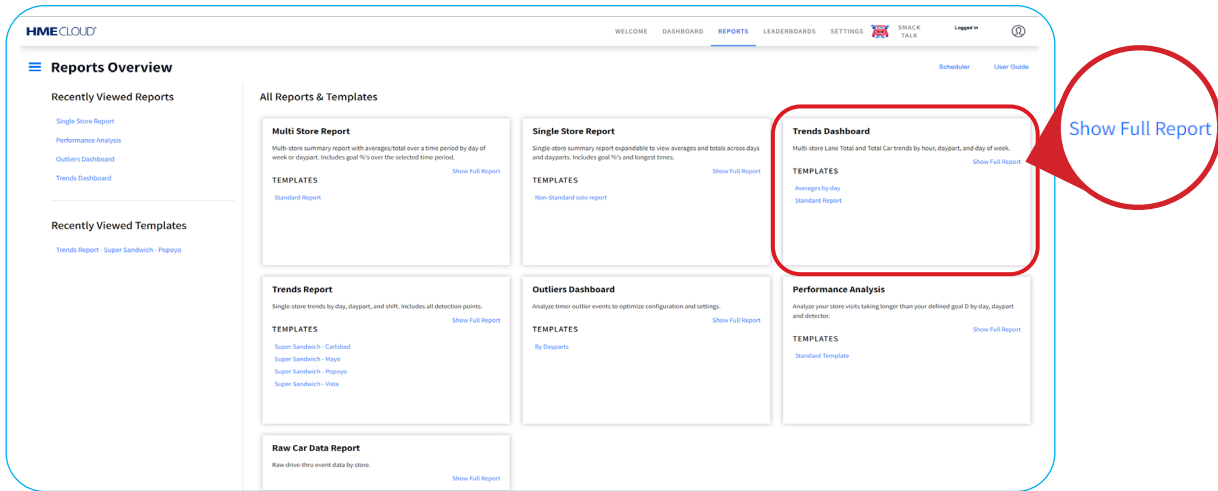 HME CLOUD®
WELCOME DASHBOARD REPORTS LEADERBOARDS SETTINGS SMACK TALK Logged in
Reports Overview
Scheduler User Guide
Recently Viewed Reports
Single Store Report
Performance Analysis
Outliers Dashboard
Trends Dashboard
Recently Viewed Templates
Trends Report - Super Sandwich - Popoyo
All Reports & Templates
Multi Store Report
Multi-store summary report with averages/total over a time period by day of
week or daypart. Includes goal %'s over the selected time period.
Show Full Report
TEMPLATES
Standard Report
Single Store Report
Single-store summary report expandable to view averages and totals across days
and dayparts. Includes goal %'s and longest times.
Show Full Report
TEMPLATES
Non-Standard solo report
Trends Dashboard
Multi-store Lane Total and Total Car trends by hour, daypart, and day of week.
Show Full Report
TEMPLATES
Averages by day
Standard Report
Show Full Report
Trends Report
Single-store trends by day, daypart, and shift. Includes all detection points.
Show Full Report
TEMPLATES
Super Sandwich - Carlsbad
Super Sandwich - Mayo
Super Sandwich - Popoyo
Super Sandwich - Vista
Outliers Dashboard
Analyze timer outlier events to optimize configuration and settings.
Show Full Report
TEMPLATES
By Dayparts
Performance Analysis
Analyze your store visits taking longer than your defined goal D by day, daypart
and detector.
Show Full Report
TEMPLATES
Standard Template
Raw Car Data Report
Raw drive-thru event data by store.
Show Full Report